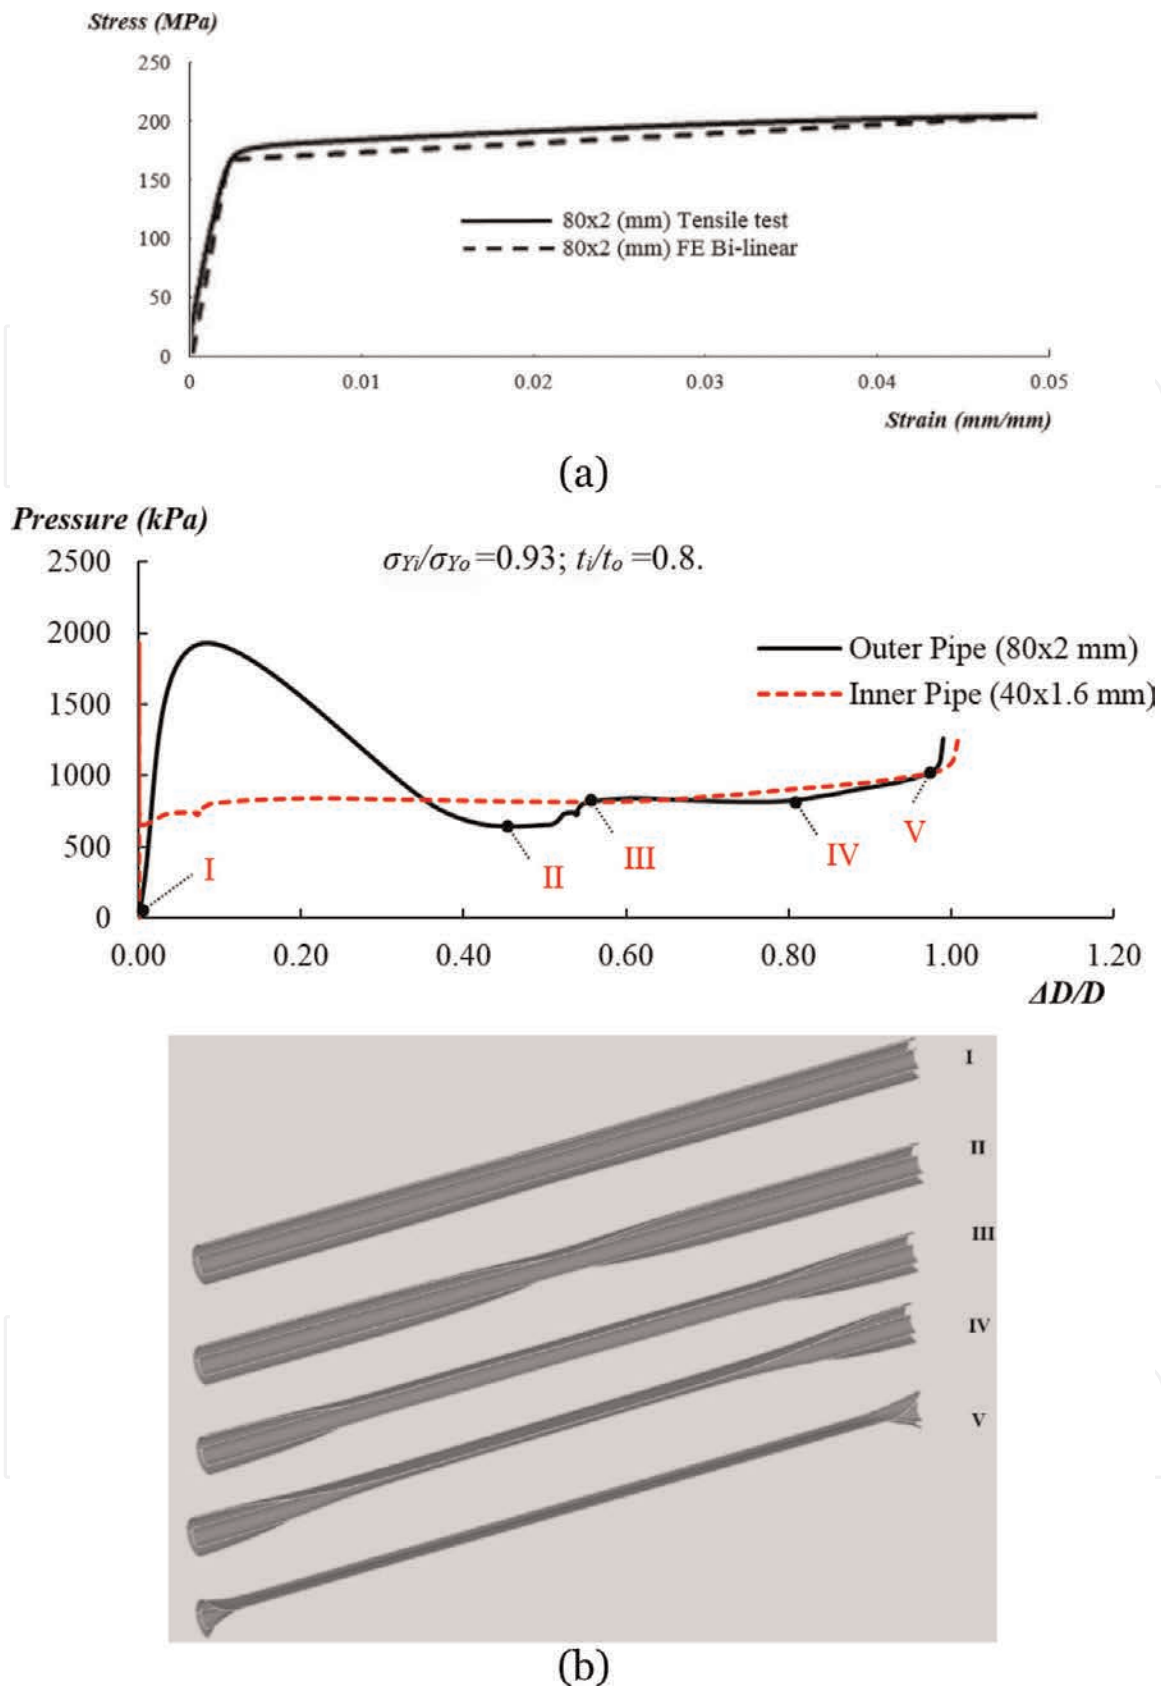 Stress (MPa)
250
200
150
100
50
0
80x2 (mm) Tensile test
80x2 (mm) FE Bi-linear
0 0.01 0.02 0.03 0.04 0.05
Strain (mm/mm)
(a)
Pressure (kPa)
σYi/σYo =0.93; ti/to =0.8.
2500
2000
1500
1000
500
0
Outer Pipe (80x2 mm)
Inner Pipe (40x1.6 mm)
I
II
III
IV
V
0.00 0.20 0.40 0.60 0.80 1.00 1.20
ΔD/D
I
II
III
IV
V
(b)